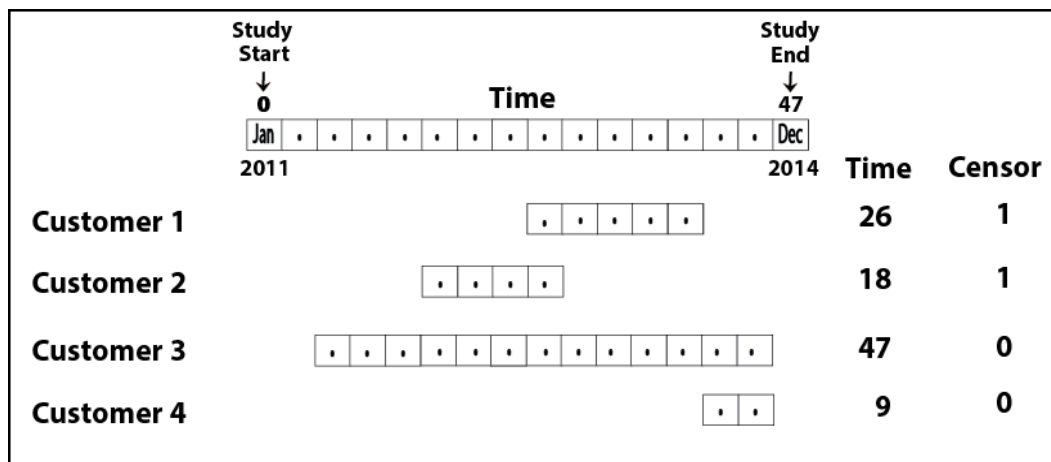 Study Start
Study End
0
Time
47
Jan
Dec
2011
2014
Time
Censor
Customer 1
26
1
Customer 2
18
1
Customer 3
47
0
Customer 4
9
0